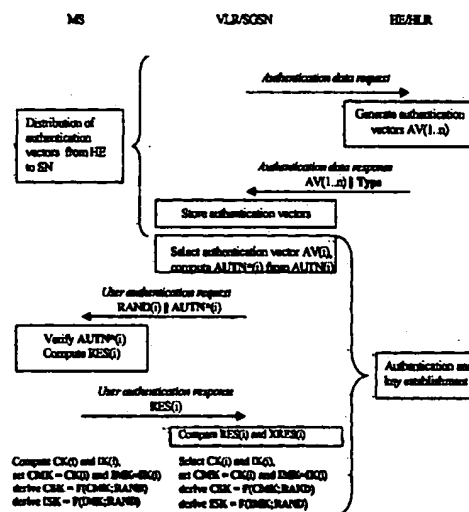 MS VLR/SGSN HE/HLR
Authentication data request
Distribution of
authentication
vectors from HE
to SN
Generate authentication
vectors AV(1..n)
Authentication data response
AV(1..n) || Type
Store authentication vectors
Select authentication vector AV(i),
compute AUTN*(i) from AUTN(i)
User authentication request
RAND(i) || AUTN*(i)
Verify AUTN*(i)
Compute RES(i)
Authentication and
key establishment
User authentication response
RES(i)
Compare RES(i) and XRES(i)
Compute CK(i) and IK(i),
set CMK = CK(i) and IMK=IK(i)
derive CSK = F(CMK;RAND)
derive ISK = F(IMK;RAND)
Select CK(i) and IK(i),
set CMK = CK(i) and IMK=IK(i)
derive CSK = F(CMK;RAND)
derive ISK = F(IMK;RAND)